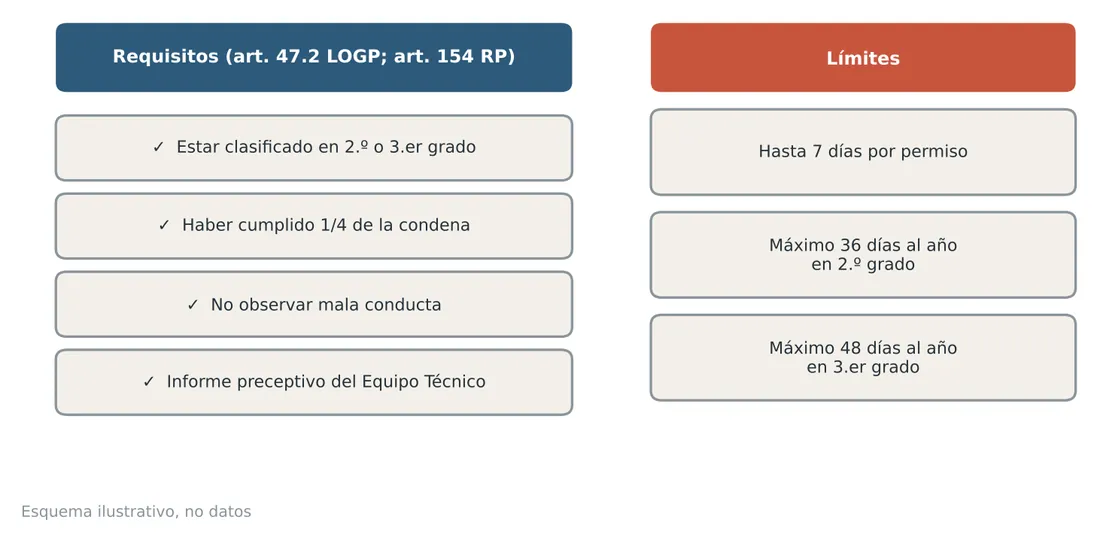 Requisitos (art. 47.2 LOGP; art. 154 RP)
✓ Estar clasificado en 2.º o 3.er grado
✓ Haber cumplido 1/4 de la condena
✓ No observar mala conducta
✓ Informe preceptivo del Equipo Técnico
Límites
Hasta 7 días por permiso
Máximo 36 días al año
en 2.º grado
Máximo 48 días al año
en 3.er grado
Esquema ilustrativo, no datos